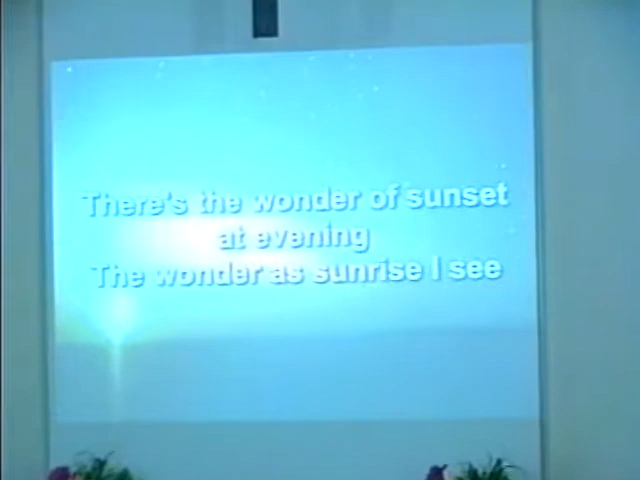 There's the wonder of sunset
at evening
The wonder as sunrise I see